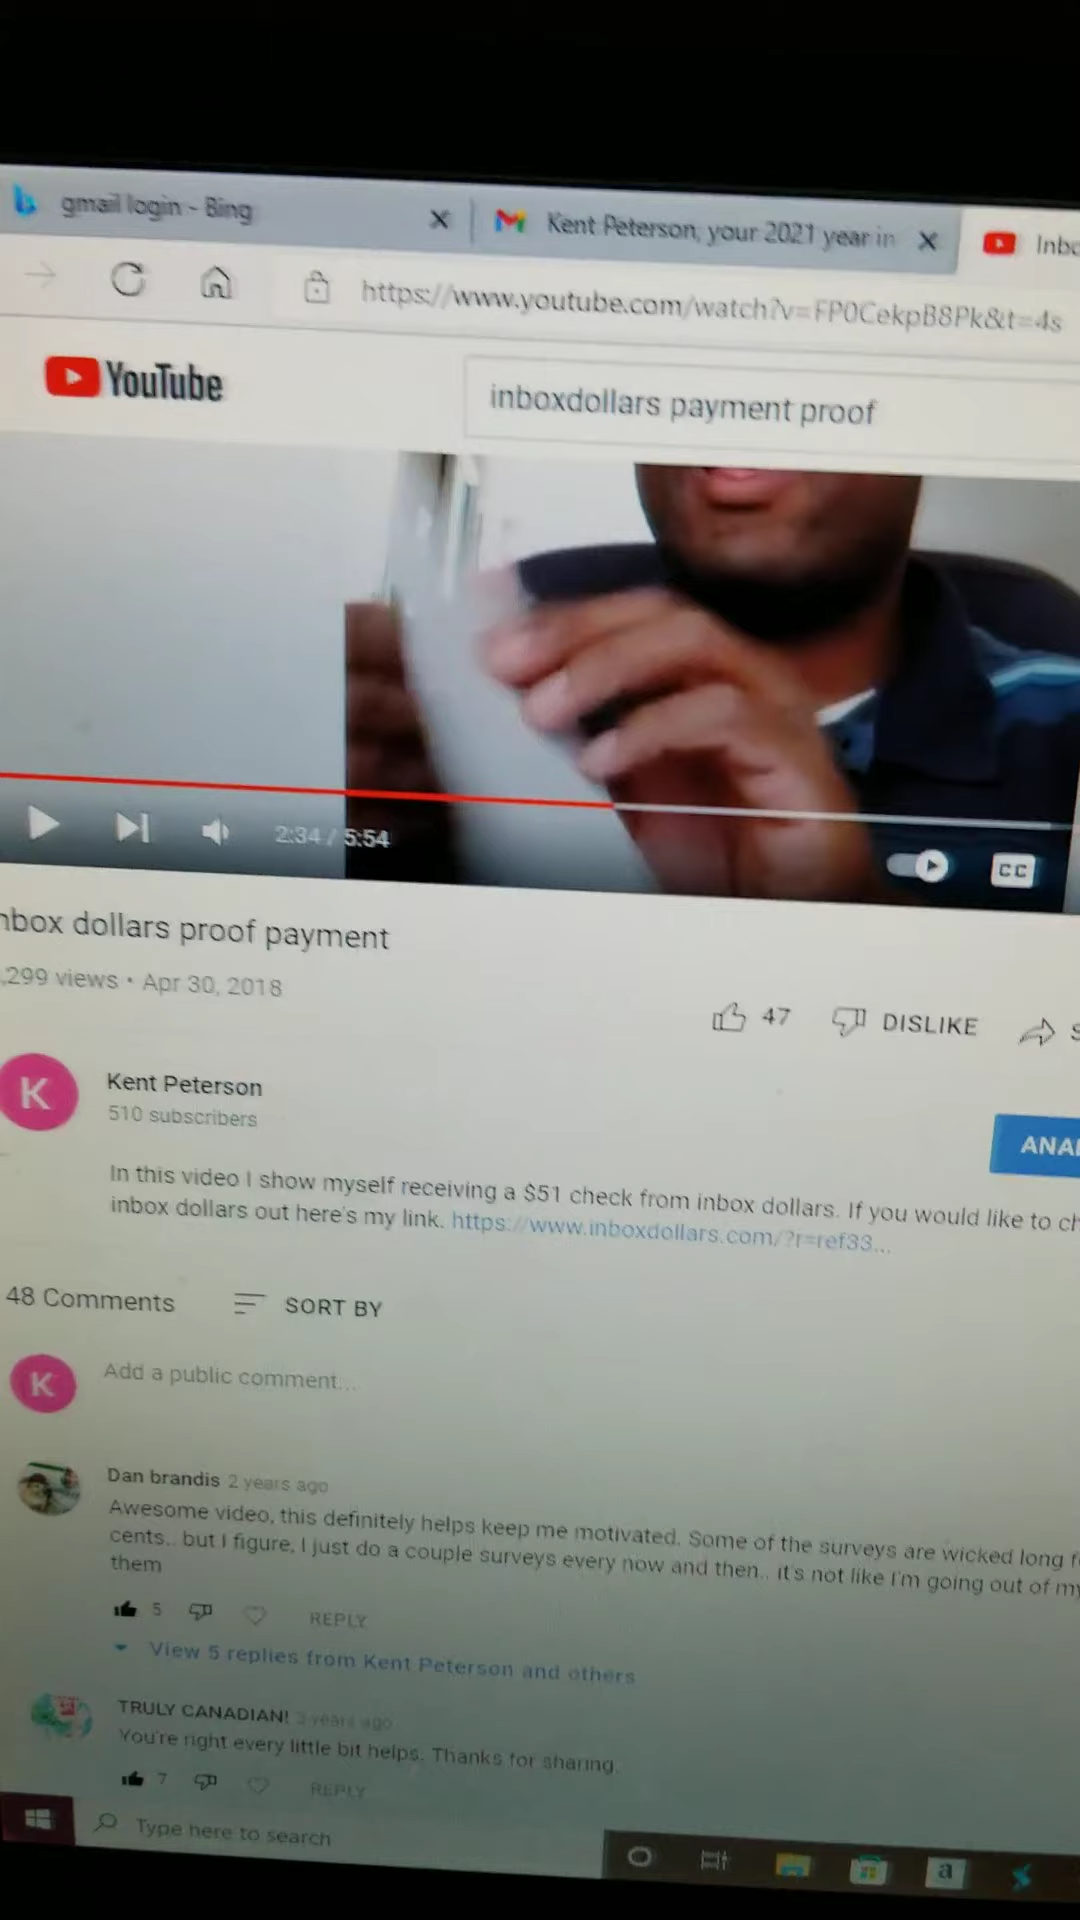 gmail login - Bing
Kent Peterson, your 2021 year in
Inbo
https://www.youtube.com/watch?v=FP0CekpB8Pk&t=4s
YouTube
inboxdollars payment proof
2:34 / 5:54
CC
nbox dollars proof payment
,299 views • Apr 30, 2018
47
DISLIKE
S
K
Kent Peterson
510 subscribers
ANAL
In this video I show myself receiving a $51 check from inbox dollars. If you would like to ch
inbox dollars out here's my link. https://www.inboxdollars.com/?r=ref33...
48 Comments
SORT BY
K
Add a public comment...
Dan brandis 2 years ago
Awesome video, this definitely helps keep me motivated. Some of the surveys are wicked long f
cents.. but I figure, I just do a couple surveys every now and then.. it's not like I'm going out of my
them
5
REPLY
View 5 replies from Kent Peterson and others
TRULY CANADIAN! 3 years ago
You're right every little bit helps. Thanks for sharing.
7
REPLY
Type here to search
a